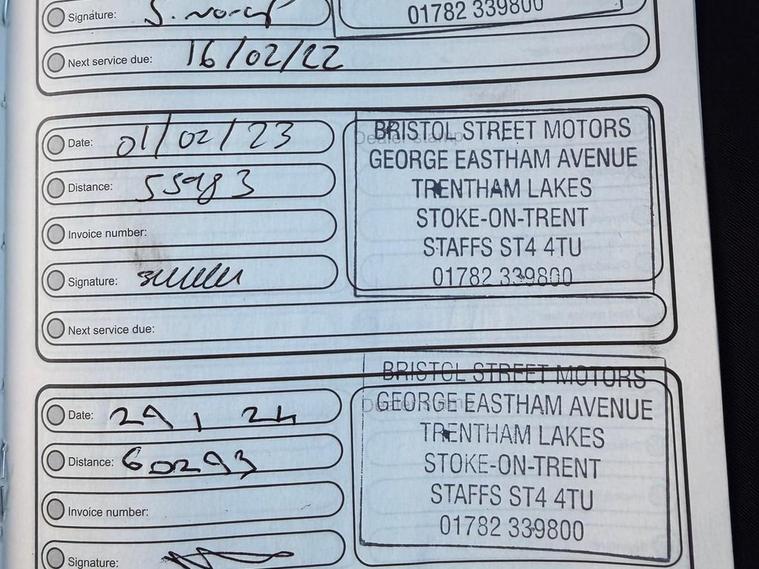 Signature:
01782 339800
Next service due: 16/02/22
Date: 01/02/23
Distance: 55983
Invoice number:
Signature:
Next service due:
Dealer stamp
BRISTOL STREET MOTORS
GEORGE EASTHAM AVENUE
TRENTHAM LAKES
STOKE-ON-TRENT
STAFFS ST4 4TU
01782 339800
Date: 29 1 24
Distance: 60293
Invoice number:
Signature:
BRISTOL STREET MOTORS
GEORGE EASTHAM AVENUE
TRENTHAM LAKES
STOKE-ON-TRENT
STAFFS ST4 4TU
01782 339800